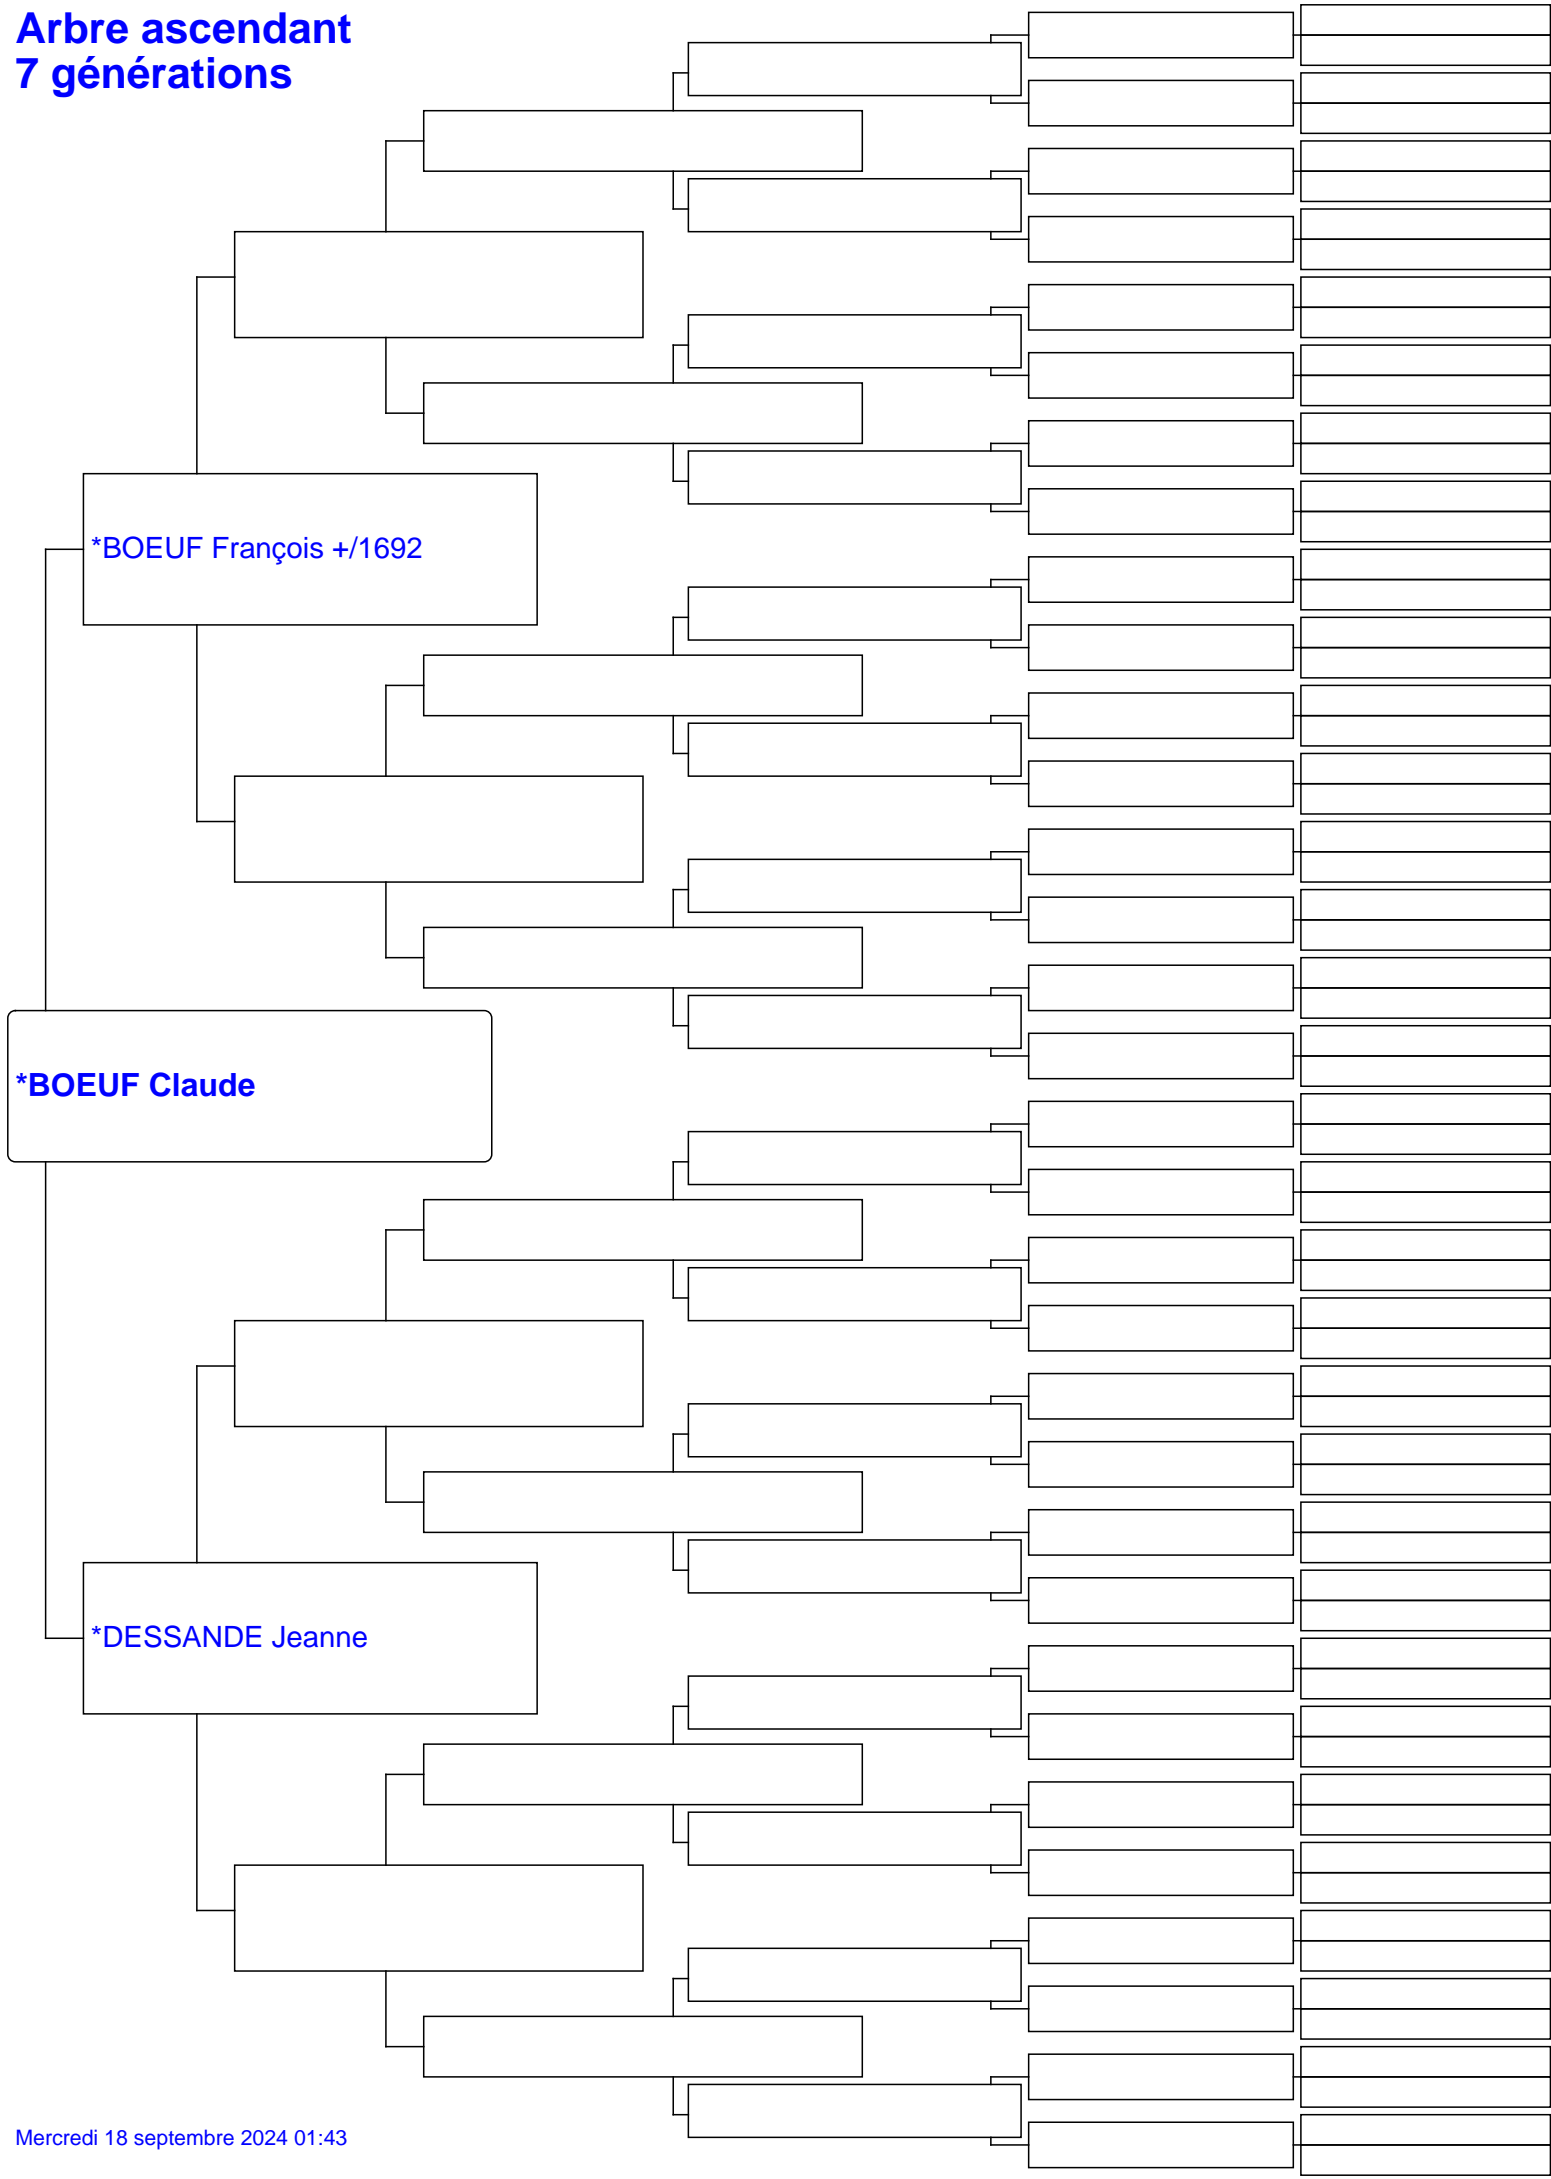 Arbre ascendant
7 générations
*BOEUF François +/1692
*BOEUF Claude
*DESSANDE Jeanne
Mercredi 18 septembre 2024 01:43